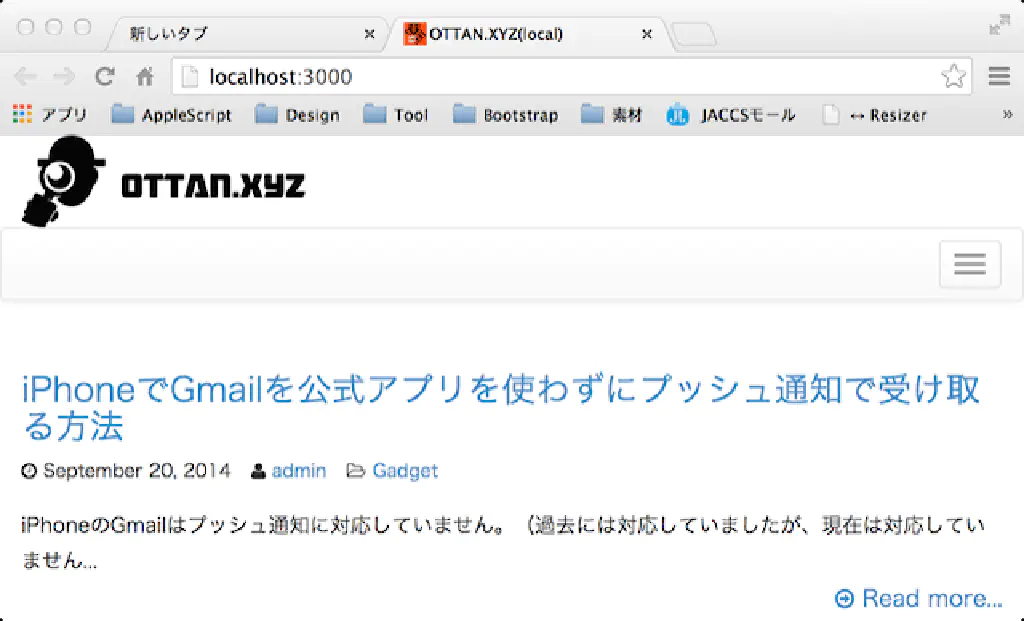 新しいタブ OTTAN.XYZ(local)
localhost:3000
アプリ AppleScript Design Tool Bootstrap 素材 JACCSモール ↔ Resizer »
OTTAN.XYZ
iPhoneでGmailを公式アプリを使わずにプッシュ通知で受け取
る方法
September 20, 2014 admin Gadget
iPhoneのGmailはプッシュ通知に対応していません。（過去には対応していましたが、現在は対応してい
ません...
Read more...